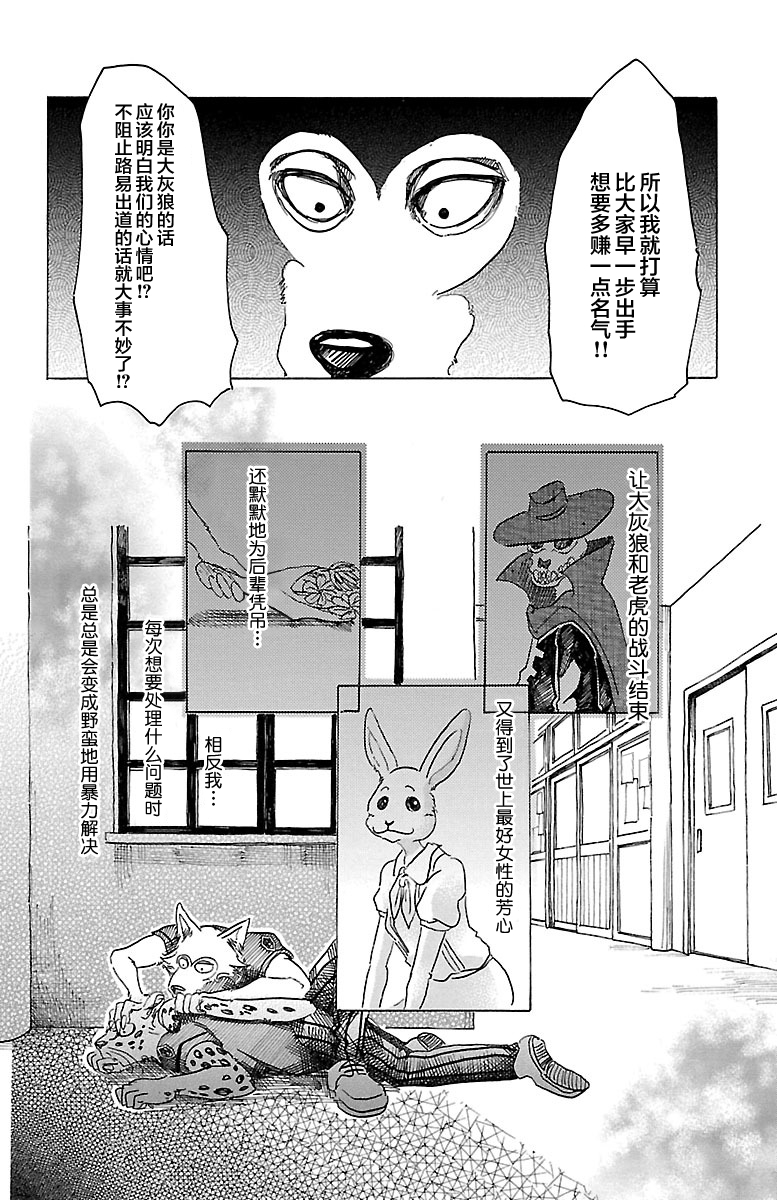 所以我就打算
比大家早一步出手
想要多赚一点名气!!
你你是大灰狼的话
应该明白我们的心情吧!?
不阻止路易出道的话就大事不妙了!?
让大灰狼和老虎的战斗结束
又得到了世上最好女性的芳心
还默默地为后辈凭吊…
相反我…
每次想要处理什么问题时
总是总是会变成野蛮地用暴力解决